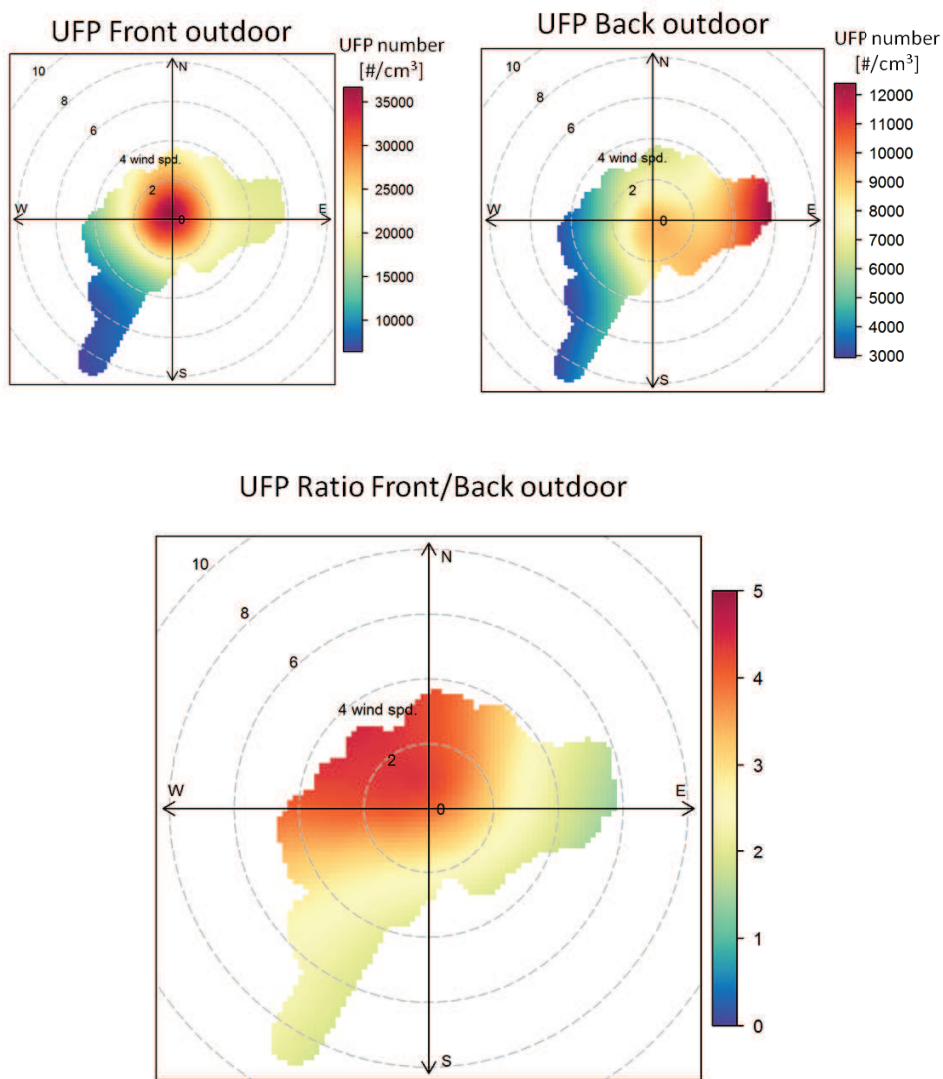 UFP Front outdoor
UFP number
[#/cm³]
10
8
6
4 wind spd.
2
0
N
W
E
S
35000
30000
25000
20000
15000
10000
UFP Back outdoor
UFP number
[#/cm³]
10
8
6
4 wind spd.
2
0
N
W
E
S
12000
11000
10000
9000
8000
7000
6000
5000
4000
3000
UFP Ratio Front/Back outdoor
10
8
6
4 wind spd.
2
0
N
W
E
S
5
4
3
2
1
0